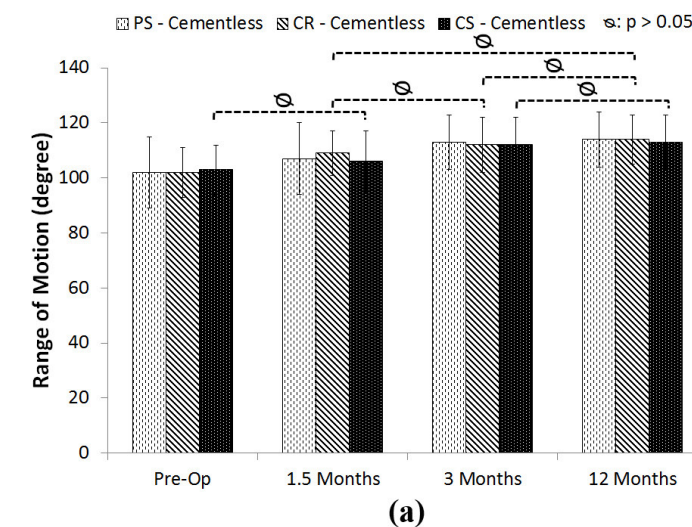 PS - Cementless CR - Cementless CS - Cementless ᴓ: p > 0.05
ᴓ
ᴓ
ᴓ
ᴓ
ᴓ
Range of Motion (degree)
140
120
100
80
60
40
20
0
Pre-Op 1.5 Months 3 Months 12 Months
(a)